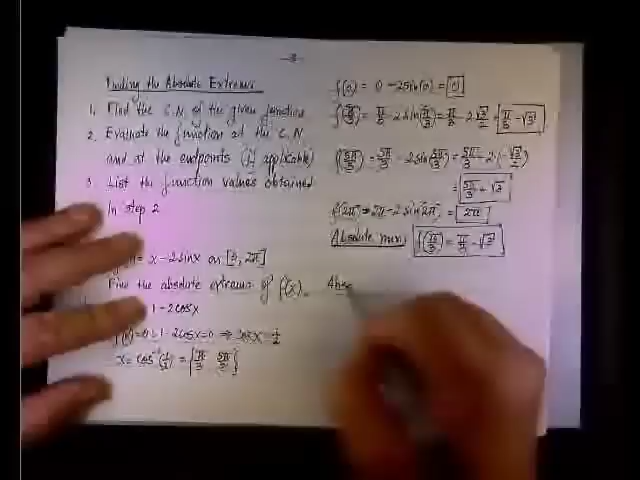 -3-
Finding the Absolute Extrema
1. Find the C.N. of the given function
2. Evaluate the function at the C.N.
and at the endpoints (if applicable)
3. List the function values obtained
in step 2
= x - 2sinx on [0, 2π]
Find the absolute extrema of f(x).
1 - 2cosx
f'(x)=0 1-2cosx=0 ⇒ cosx = 1/2
x = cos⁻¹(1/2) = {π/3, 5π/3}
f(0) = 0 - 2sin(0) = 0
f(π/3) = π/3 - 2sin(π/3) = π/3 - 2 √3/2 = π/3 - √3
f(5π/3) = 5π/3 - 2sin(5π/3) = 5π/3 - 2·(-√3/2)
= 5π/3 + √3
f(2π) = 2π - 2sin(2π) = 2π
Absolute min: f(π/3) = π/3 - √3
Abs